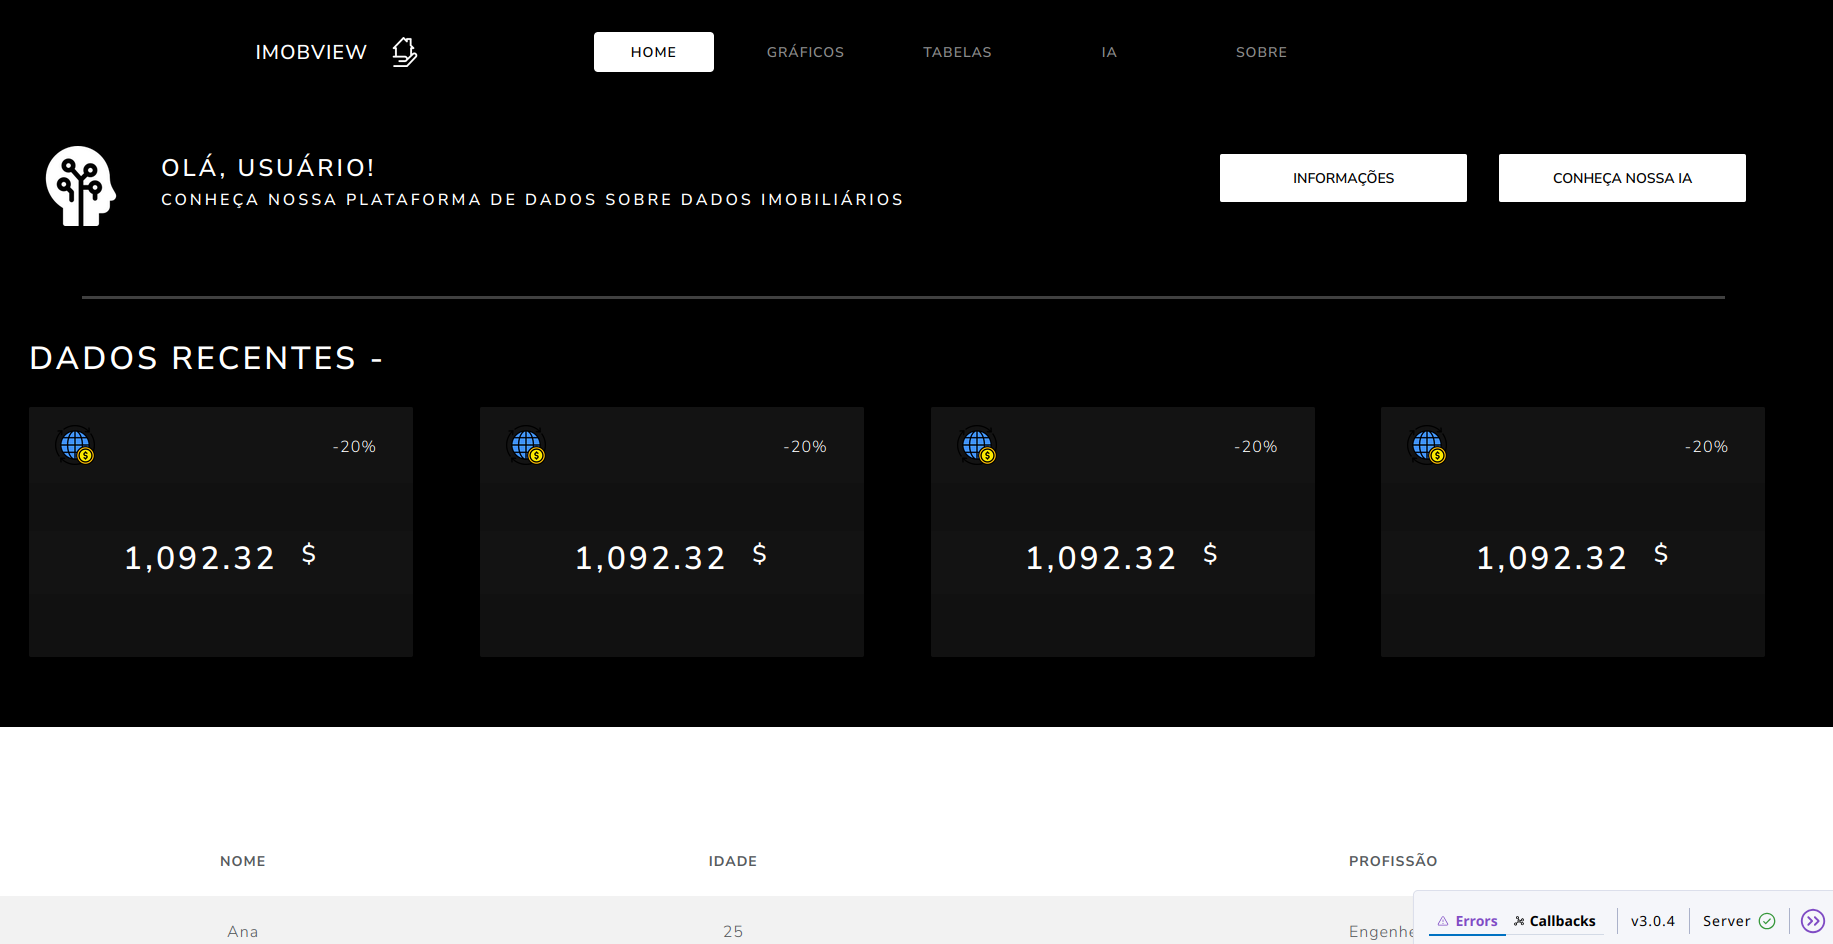 IMOBVIEW
HOME GRÁFICOS TABELAS IA SOBRE
OLÁ, USUÁRIO!
CONHEÇA NOSSA PLATAFORMA DE DADOS SOBRE DADOS IMOBILIÁRIOS
INFORMAÇÕES CONHEÇA NOSSA IA
DADOS RECENTES -
-20% -20% -20% -20%
1,092.32 $ 1,092.32 $ 1,092.32 $ 1,092.32 $
NOME IDADE PROFISSÃO
Ana 25
Errors Callbacks v3.0.4 Server